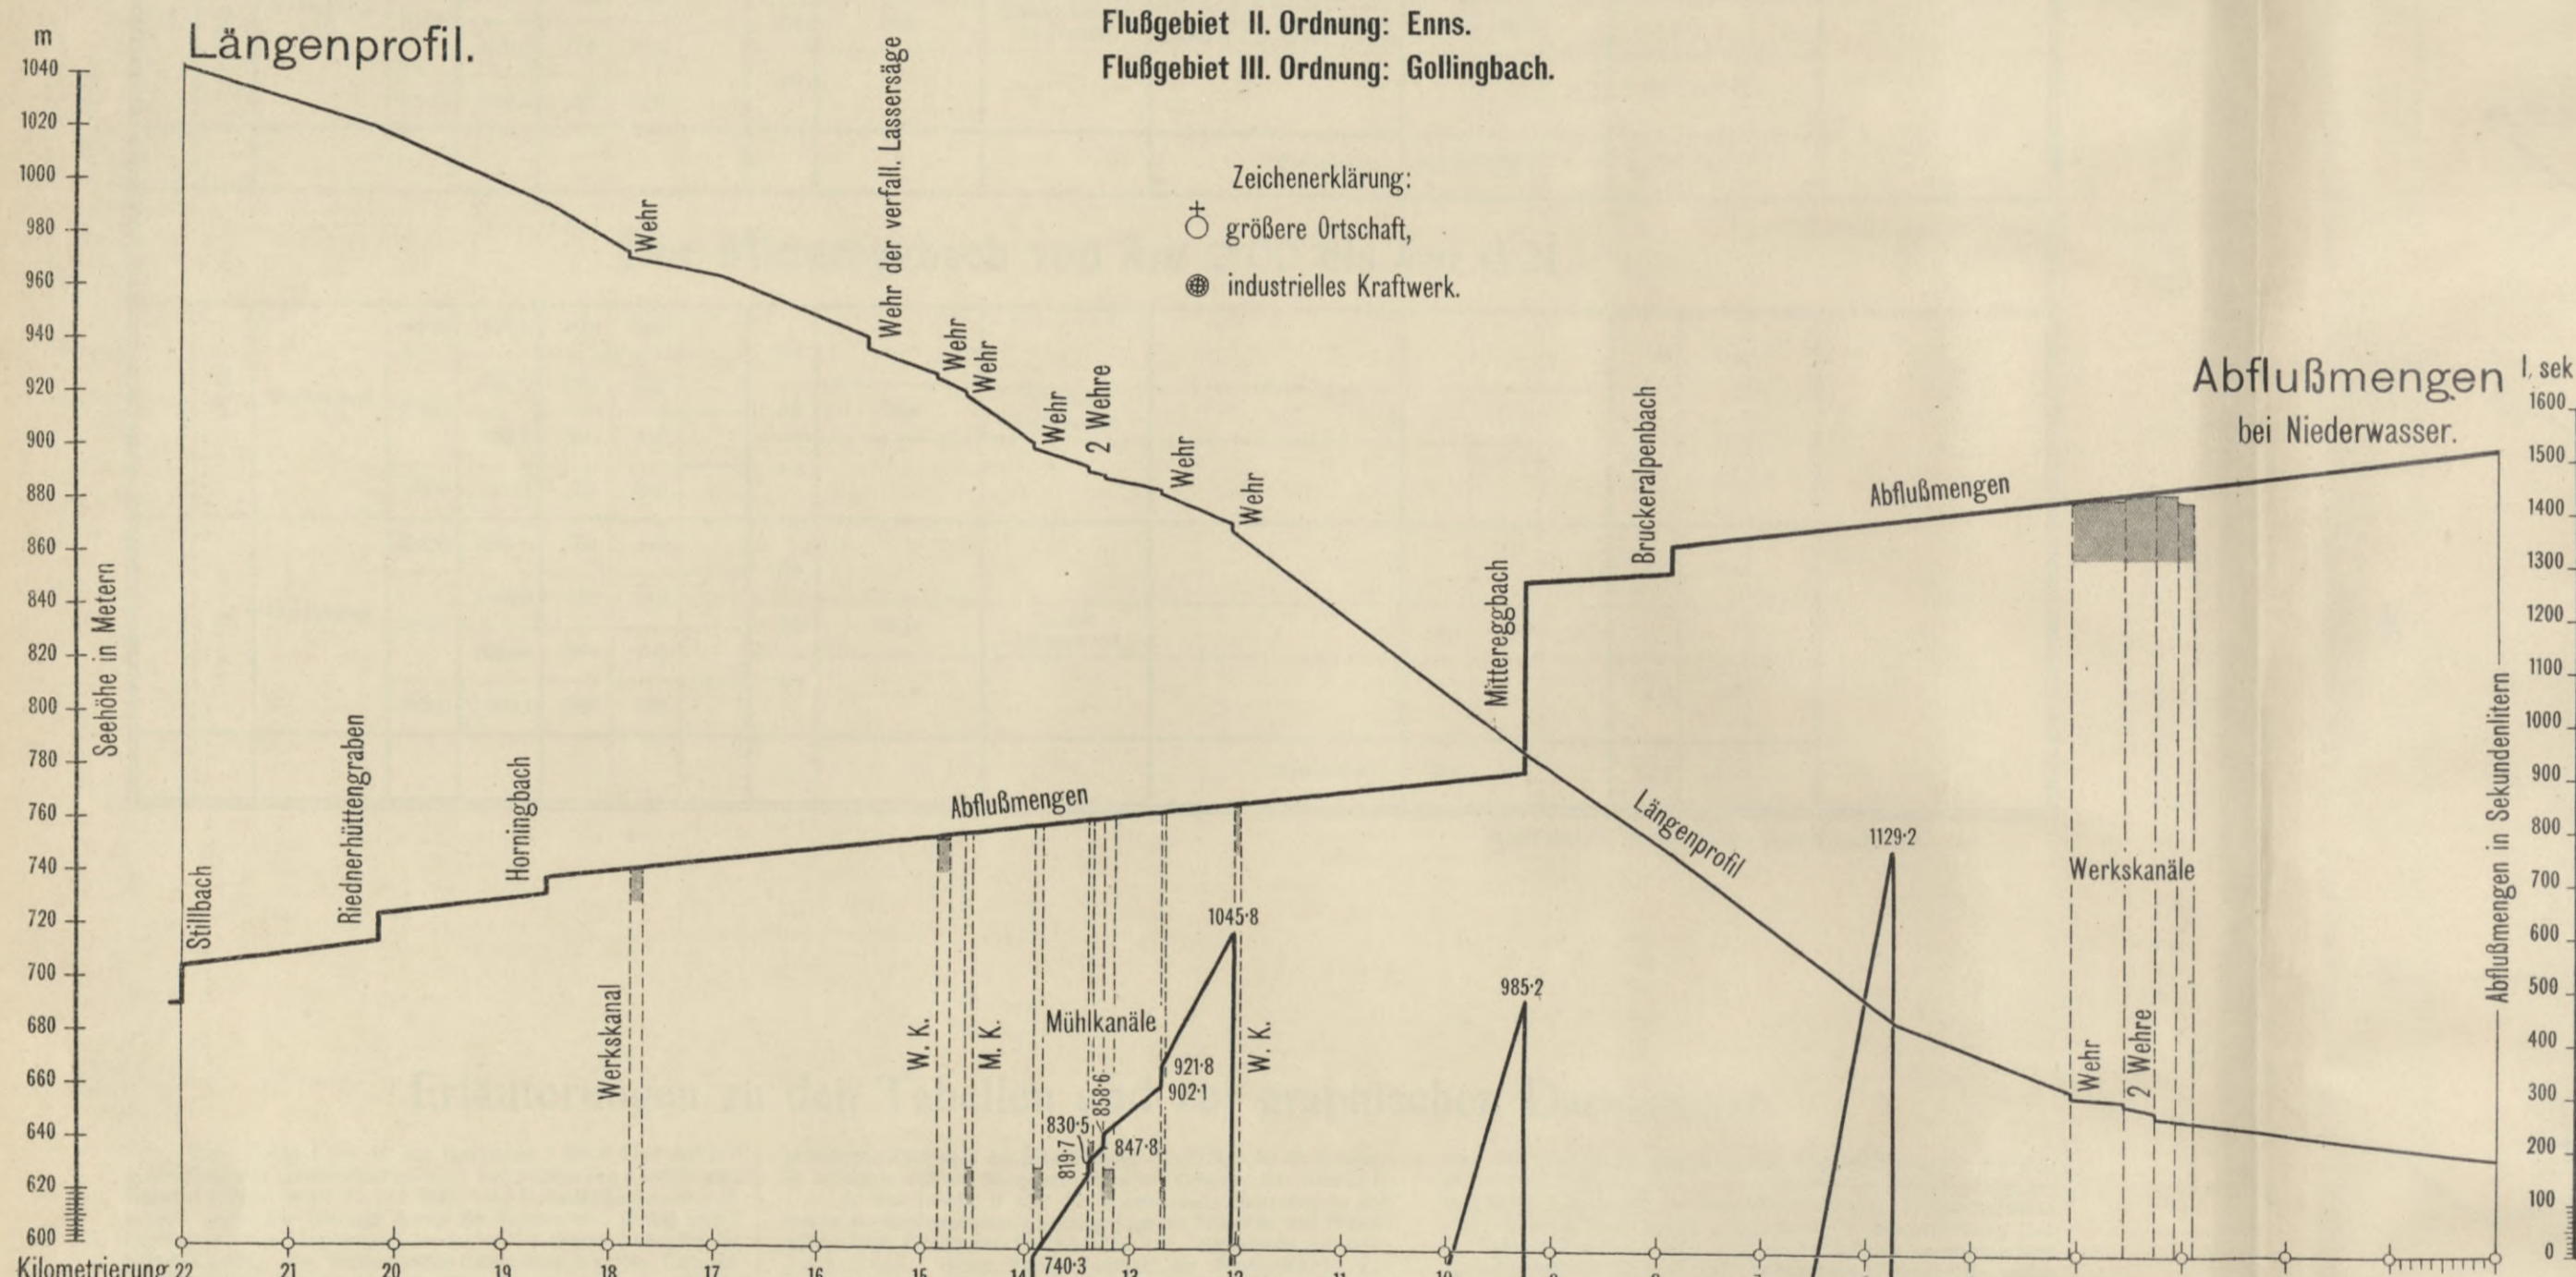 Längenprofil.
Flußgebiet II. Ordnung: Enns.
Flußgebiet III. Ordnung: Gollingbach.
Zeichenerklärung:
größere Ortschaft,
industrielles Kraftwerk.
m
1040
1020
1000
980
960
940
920
900
880
860
840
820
800
780
760
740
720
700
680
660
640
620
600
Seehöhe in Metern
Wehr
Wehr der verfall. Lassersäge
Wehr
Wehr
Wehr
2 Wehre
Wehr
Wehr
Abflußmengen
bei Niederwasser.
l, sek
1600
1500
1400
1300
1200
1100
1000
900
800
700
600
500
400
300
200
100
0
Abflußmengen in Sekundenlitern
Stillbach
Riednerhüttengraben
Horningbach
Abflußmengen
Mittereggbach
Bruckeralpenbach
Abflußmengen
Längenprofil
Werkskanal
W. K.
M. K.
Mühlkanäle
W. K.
Werkskanäle
Wehr
2 Wehre
1045·8
921·8
902·1
858·6
847·8
830·5
819·7
740·3
985·2
1129·2
Kilometrierung 22 21 20 19 18 17 16 15 14 13 12 11 10